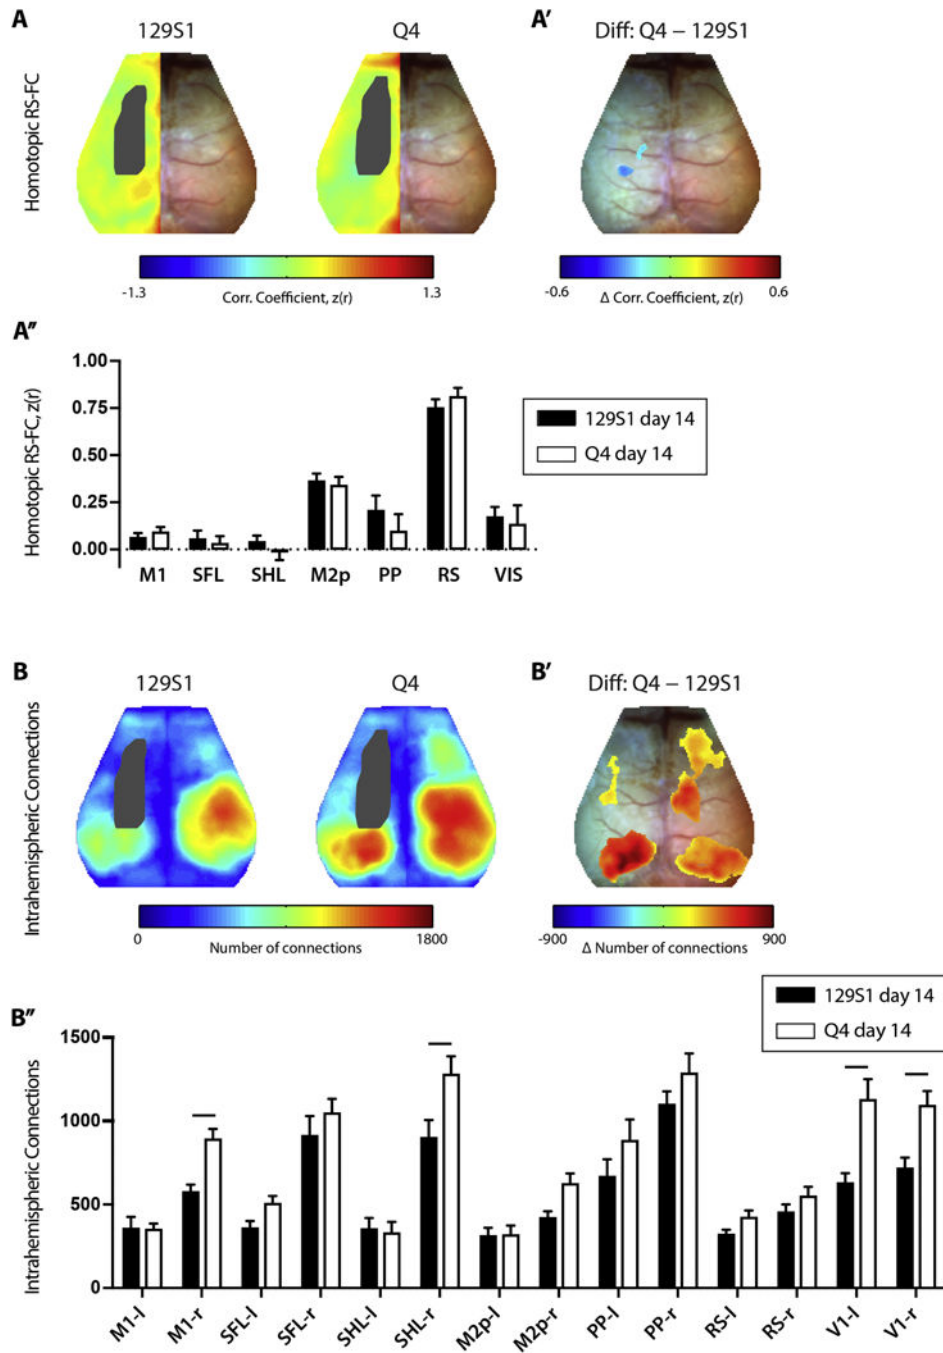 A
A′
129S1
Q4
Diff: Q4 − 129S1
Homotopic RS-FC
-1.3
Corr. Coefficient, z(r)
1.3
-0.6
Δ Corr. Coefficient, z(r)
0.6
A″
Homotopic RS-FC, z(r)
1.00
0.75
0.50
0.25
0.00
129S1 day 14
Q4 day 14
M1 SFL SHL M2p PP RS VIS
B
B′
129S1
Q4
Diff: Q4 − 129S1
Intrahemispheric Connections
0
Number of connections
1800
-900
Δ Number of connections
900
B″
129S1 day 14
Q4 day 14
Intrahemispheric Connections
1500
1000
500
0
M1-l M1-r SFL-l SFL-r SHL-l SHL-r M2p-l M2p-r PP-l PP-r RS-l RS-r V1-l V1-r